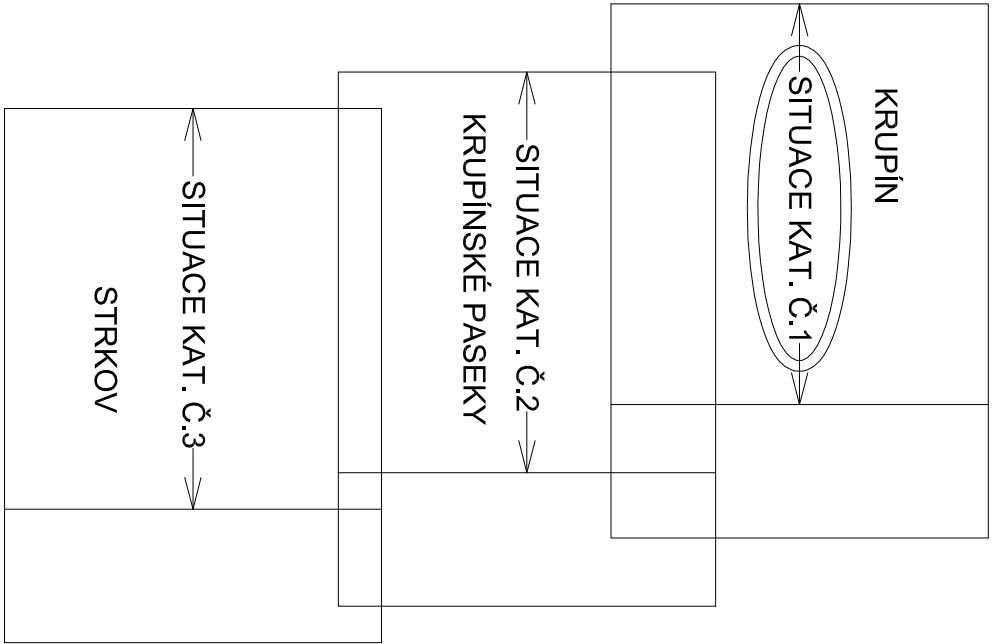 KRUPÍN
SITUACE KAT. Č.1
SITUACE KAT. Č.2
KRUPÍNSKÉ PASEKY
SITUACE KAT. Č.3
STRKOV